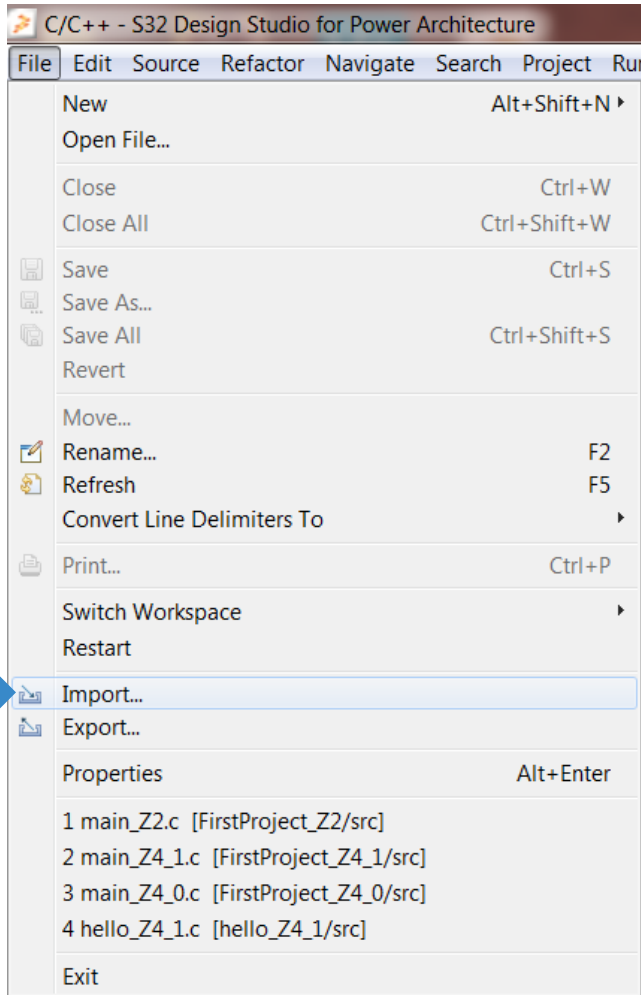 C/C++ - S32 Design Studio for Power Architecture
File Edit Source Refactor Navigate Search Project Run
New Alt+Shift+N
Open File...
Close Ctrl+W
Close All Ctrl+Shift+W
Save Ctrl+S
Save As...
Save All Ctrl+Shift+S
Revert
Move...
Rename... F2
Refresh F5
Convert Line Delimiters To
Print... Ctrl+P
Switch Workspace
Restart
Import...
Export...
Properties Alt+Enter
1 main_Z2.c [FirstProject_Z2/src]
2 main_Z4_1.c [FirstProject_Z4_1/src]
3 main_Z4_0.c [FirstProject_Z4_0/src]
4 hello_Z4_1.c [hello_Z4_1/src]
Exit